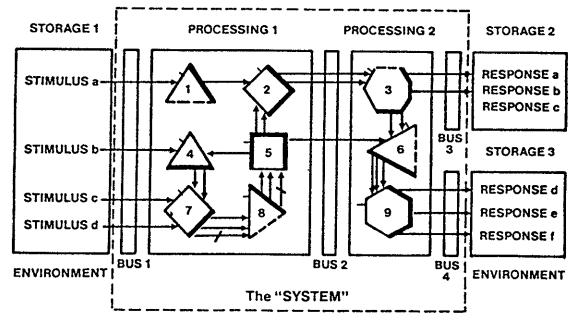 STORAGE 1
PROCESSING 1
PROCESSING 2
STORAGE 2
STIMULUS a
1
2
3
RESPONSE a
RESPONSE b
RESPONSE c
BUS
3
STIMULUS b
4
5
6
STORAGE 3
STIMULUS c
STIMULUS d
7
8
9
RESPONSE d
RESPONSE e
RESPONSE f
ENVIRONMENT
BUS 1
BUS 2
BUS
4
ENVIRONMENT
The "SYSTEM"